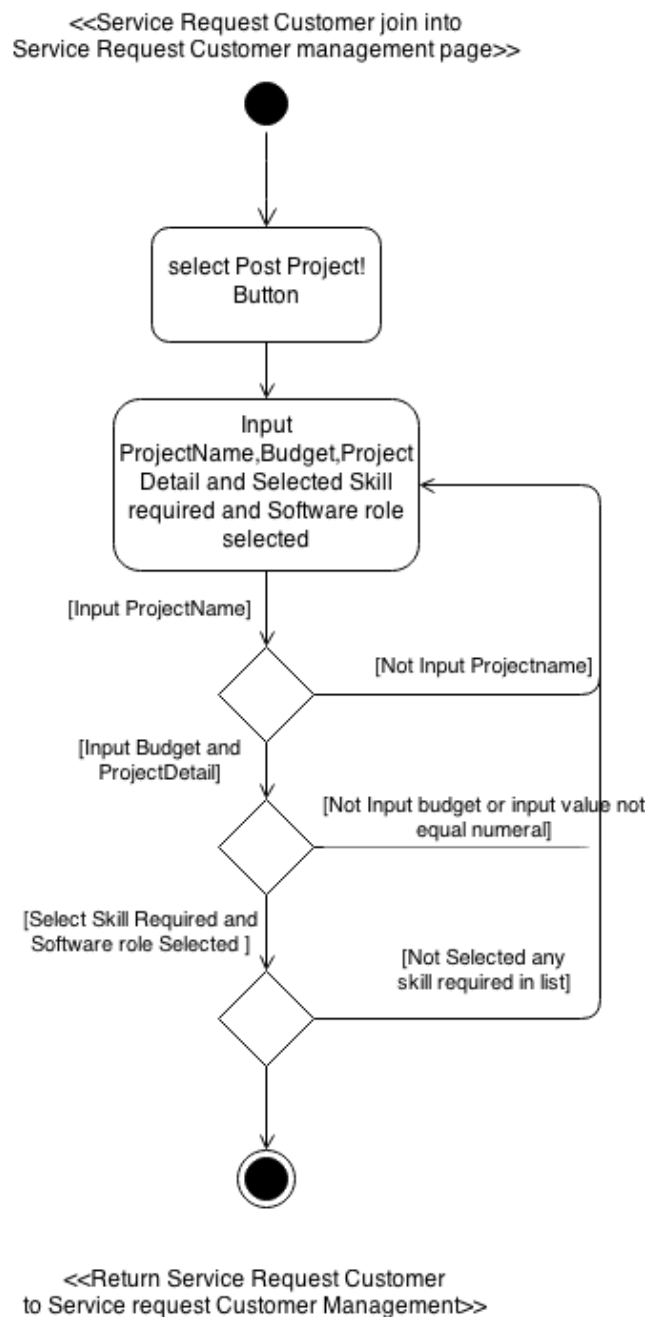 <<Service Request Customer join into
Service Request Customer management page>>
select Post Project!
Button
Input
ProjectName,Budget,Project
Detail and Selected Skill
required and Software role
selected
[Input ProjectName]
[Not Input Projectname]
[Input Budget and
ProjectDetail]
[Not Input budget or input value not
equal numeral]
[Select Skill Required and
Software role Selected ]
[Not Selected any
skill required in list]
<<Return Service Request Customer
to Service request Customer Management>>